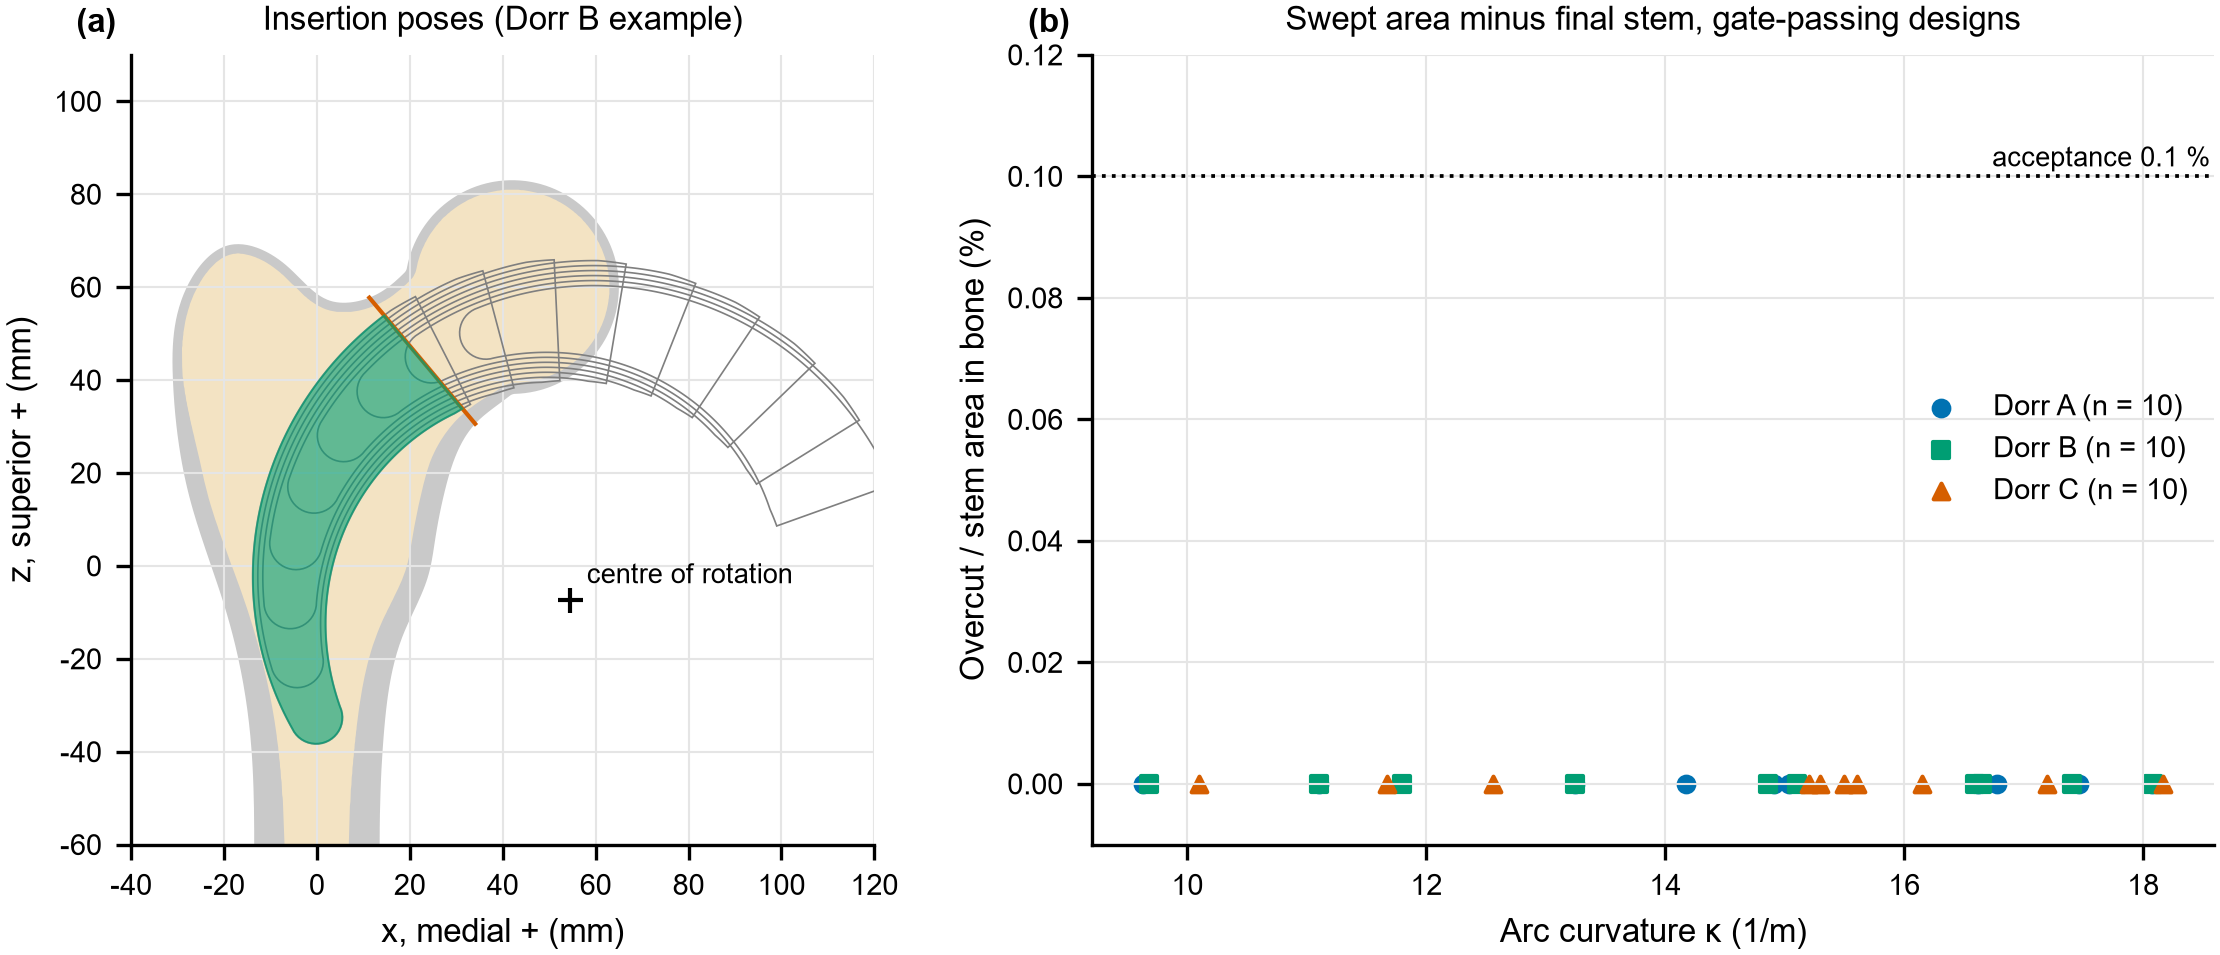 (a) Insertion poses (Dorr B example)
z, superior + (mm)
100
80
60
40
20
0
-20
-40
-60
centre of rotation
-40 -20 0 20 40 60 80 100 120
x, medial + (mm)
(b) Swept area minus final stem, gate-passing designs
Overcut / stem area in bone (%)
0.12
0.10
0.08
0.06
0.04
0.02
0.00
acceptance 0.1 %
Dorr A (n = 10)
Dorr B (n = 10)
Dorr C (n = 10)
10 12 14 16 18
Arc curvature κ (1/m)